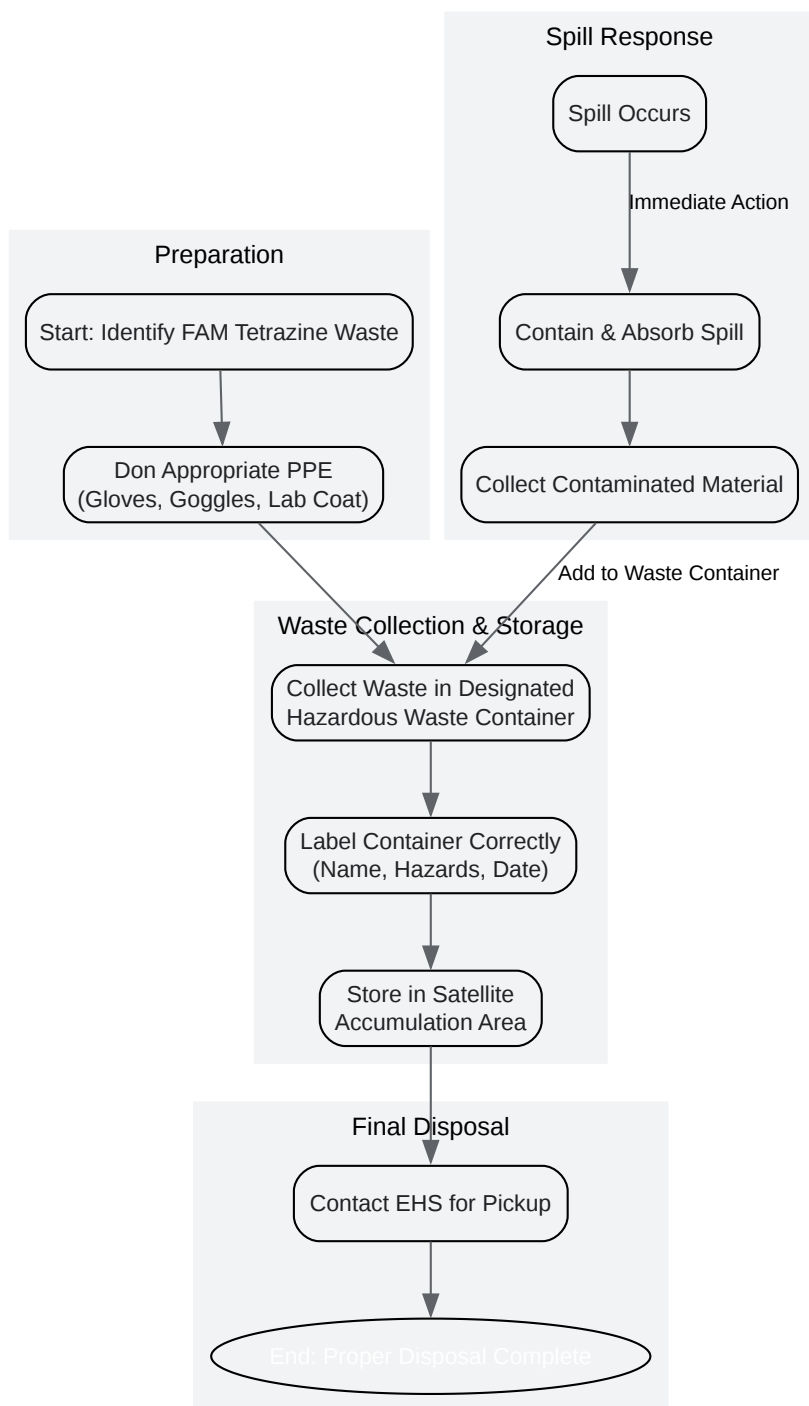 Spill Response
Spill Occurs
Immediate Action
Preparation
Start: Identify FAM Tetrazine Waste
Contain & Absorb Spill
Don Appropriate PPE
(Gloves, Goggles, Lab Coat)
Collect Contaminated Material
Add to Waste Container
Waste Collection & Storage
Collect Waste in Designated
Hazardous Waste Container
Label Container Correctly
(Name, Hazards, Date)
Store in Satellite
Accumulation Area
Final Disposal
Contact EHS for Pickup
End: Proper Disposal Complete